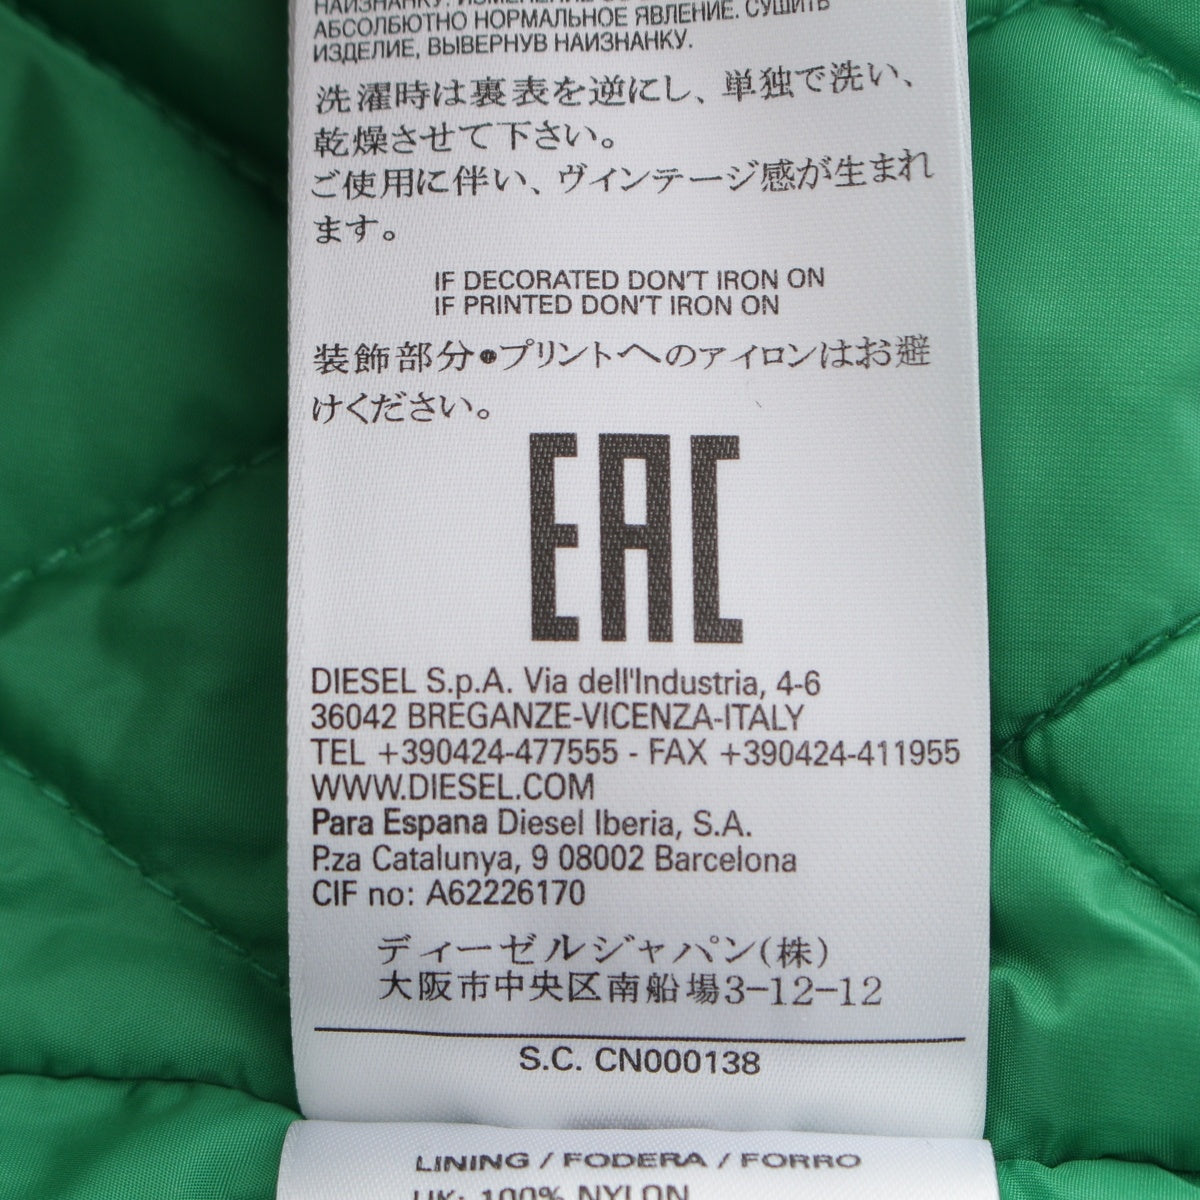 НАИЗНАНКУ. ИЗМЕНЕНИЕ
АБСОЛЮТНО НОРМАЛЬНОЕ ЯВЛЕНИЕ. СУШИТЬ
ИЗДЕЛИЕ, ВЫВЕРНУВ НАИЗНАНКУ.
洗濯時は裏表を逆にし、単独で洗い、
乾燥させて下さい。
ご使用に伴い、ヴィンテージ感が生まれ
ます。
IF DECORATED DON'T IRON ON
IF PRINTED DON'T IRON ON
装飾部分●プリントへのアイロンはお避
けください。
EAC
DIESEL S.p.A. Via dell'Industria, 4-6
36042 BREGANZE-VICENZA-ITALY
TEL +390424-477555 - FAX +390424-411955
WWW.DIESEL.COM
Para Espana Diesel Iberia, S.A.
P.za Catalunya, 9 08002 Barcelona
CIF no: A62226170
ディーゼルジャパン(株)
大阪市中央区南船場3-12-12
S.C. CN000138
LINING / FODERA / FORRO
UK: 100% NYLON